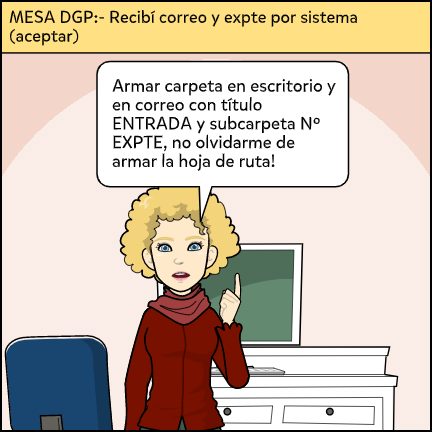 MESA DGP:- Recibí correo y expte por sistema
(aceptar)
Armar carpeta en escritorio y
en correo con título
ENTRADA y subcarpeta Nº
EXPTE, no olvidarme de
armar la hoja de ruta!